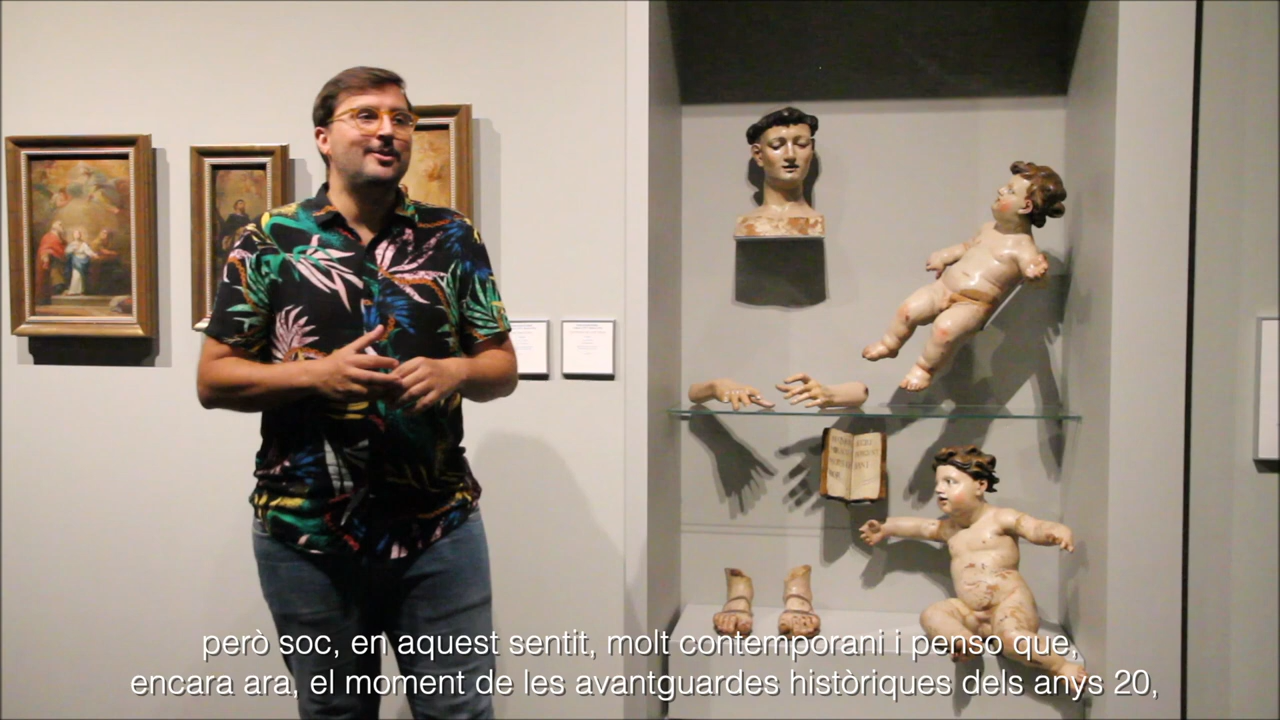 però soc, en aquest sentit, molt contemporani i penso que,
encara ara, el moment de les avantguardes històriques dels anys 20,